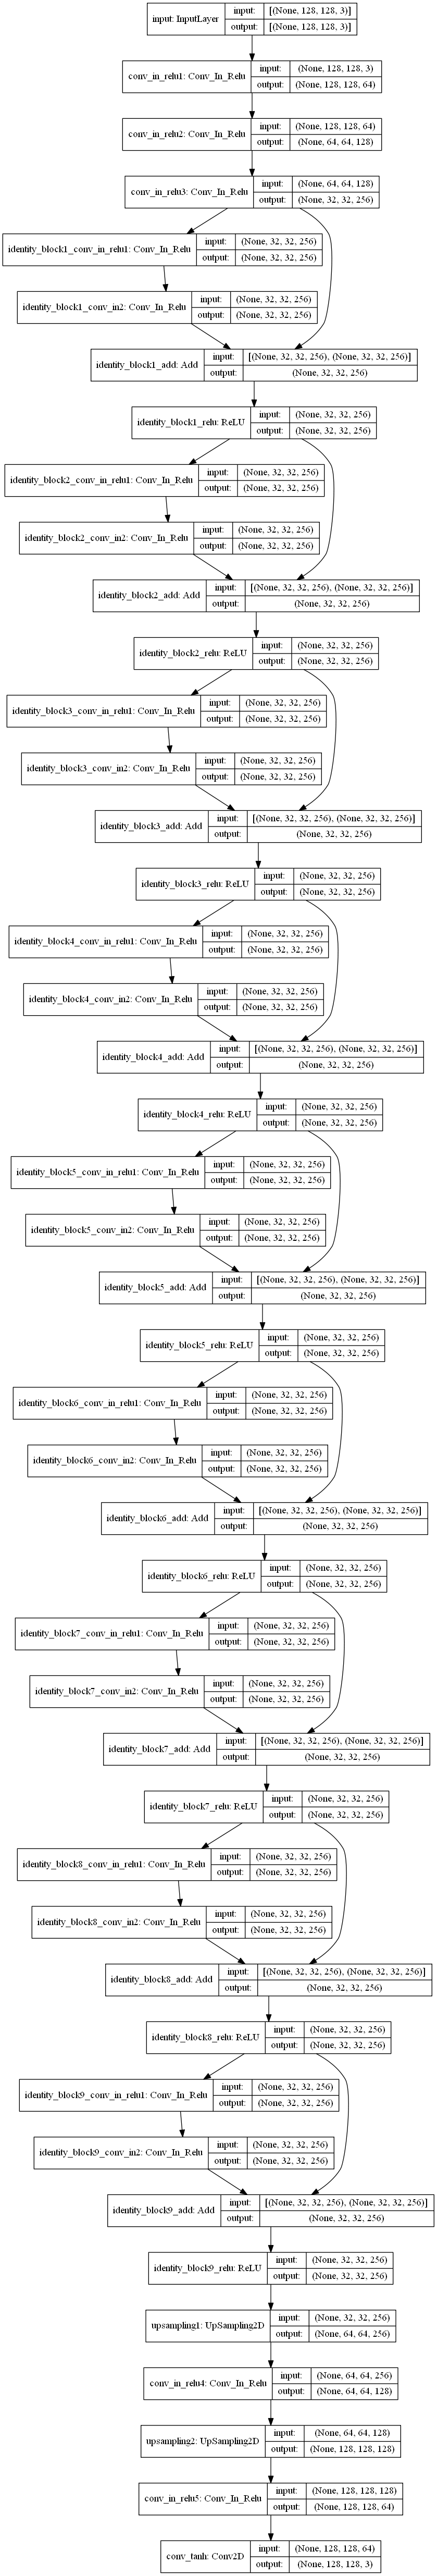 input: InputLayer
input: [(None, 128, 128, 3)]
output: [(None, 128, 128, 3)]
conv_in_relu1: Conv_In_Relu
input: (None, 128, 128, 3)
output: (None, 128, 128, 64)
conv_in_relu2: Conv_In_Relu
input: (None, 128, 128, 64)
output: (None, 64, 64, 128)
conv_in_relu3: Conv_In_Relu
input: (None, 64, 64, 128)
output: (None, 32, 32, 256)
identity_block1_conv_in_relu1: Conv_In_Relu
input: (None, 32, 32, 256)
output: (None, 32, 32, 256)
identity_block1_conv_in2: Conv_In_Relu
input: (None, 32, 32, 256)
output: (None, 32, 32, 256)
identity_block1_add: Add
input: [(None, 32, 32, 256), (None, 32, 32, 256)]
output: (None, 32, 32, 256)
identity_block1_relu: ReLU
input: (None, 32, 32, 256)
output: (None, 32, 32, 256)
identity_block2_conv_in_relu1: Conv_In_Relu
input: (None, 32, 32, 256)
output: (None, 32, 32, 256)
identity_block2_conv_in2: Conv_In_Relu
input: (None, 32, 32, 256)
output: (None, 32, 32, 256)
identity_block2_add: Add
input: [(None, 32, 32, 256), (None, 32, 32, 256)]
output: (None, 32, 32, 256)
identity_block2_relu: ReLU
input: (None, 32, 32, 256)
output: (None, 32, 32, 256)
identity_block3_conv_in_relu1: Conv_In_Relu
input: (None, 32, 32, 256)
output: (None, 32, 32, 256)
identity_block3_conv_in2: Conv_In_Relu
input: (None, 32, 32, 256)
output: (None, 32, 32, 256)
identity_block3_add: Add
input: [(None, 32, 32, 256), (None, 32, 32, 256)]
output: (None, 32, 32, 256)
identity_block3_relu: ReLU
input: (None, 32, 32, 256)
output: (None, 32, 32, 256)
identity_block4_conv_in_relu1: Conv_In_Relu
input: (None, 32, 32, 256)
output: (None, 32, 32, 256)
identity_block4_conv_in2: Conv_In_Relu
input: (None, 32, 32, 256)
output: (None, 32, 32, 256)
identity_block4_add: Add
input: [(None, 32, 32, 256), (None, 32, 32, 256)]
output: (None, 32, 32, 256)
identity_block4_relu: ReLU
input: (None, 32, 32, 256)
output: (None, 32, 32, 256)
identity_block5_conv_in_relu1: Conv_In_Relu
input: (None, 32, 32, 256)
output: (None, 32, 32, 256)
identity_block5_conv_in2: Conv_In_Relu
input: (None, 32, 32, 256)
output: (None, 32, 32, 256)
identity_block5_add: Add
input: [(None, 32, 32, 256), (None, 32, 32, 256)]
output: (None, 32, 32, 256)
identity_block5_relu: ReLU
input: (None, 32, 32, 256)
output: (None, 32, 32, 256)
identity_block6_conv_in_relu1: Conv_In_Relu
input: (None, 32, 32, 256)
output: (None, 32, 32, 256)
identity_block6_conv_in2: Conv_In_Relu
input: (None, 32, 32, 256)
output: (None, 32, 32, 256)
identity_block6_add: Add
input: [(None, 32, 32, 256), (None, 32, 32, 256)]
output: (None, 32, 32, 256)
identity_block6_relu: ReLU
input: (None, 32, 32, 256)
output: (None, 32, 32, 256)
identity_block7_conv_in_relu1: Conv_In_Relu
input: (None, 32, 32, 256)
output: (None, 32, 32, 256)
identity_block7_conv_in2: Conv_In_Relu
input: (None, 32, 32, 256)
output: (None, 32, 32, 256)
identity_block7_add: Add
input: [(None, 32, 32, 256), (None, 32, 32, 256)]
output: (None, 32, 32, 256)
identity_block7_relu: ReLU
input: (None, 32, 32, 256)
output: (None, 32, 32, 256)
identity_block8_conv_in_relu1: Conv_In_Relu
input: (None, 32, 32, 256)
output: (None, 32, 32, 256)
identity_block8_conv_in2: Conv_In_Relu
input: (None, 32, 32, 256)
output: (None, 32, 32, 256)
identity_block8_add: Add
input: [(None, 32, 32, 256), (None, 32, 32, 256)]
output: (None, 32, 32, 256)
identity_block8_relu: ReLU
input: (None, 32, 32, 256)
output: (None, 32, 32, 256)
identity_block9_conv_in_relu1: Conv_In_Relu
input: (None, 32, 32, 256)
output: (None, 32, 32, 256)
identity_block9_conv_in2: Conv_In_Relu
input: (None, 32, 32, 256)
output: (None, 32, 32, 256)
identity_block9_add: Add
input: [(None, 32, 32, 256), (None, 32, 32, 256)]
output: (None, 32, 32, 256)
identity_block9_relu: ReLU
input: (None, 32, 32, 256)
output: (None, 32, 32, 256)
upsampling1: UpSampling2D
input: (None, 32, 32, 256)
output: (None, 64, 64, 256)
conv_in_relu4: Conv_In_Relu
input: (None, 64, 64, 256)
output: (None, 64, 64, 128)
upsampling2: UpSampling2D
input: (None, 64, 64, 128)
output: (None, 128, 128, 128)
conv_in_relu5: Conv_In_Relu
input: (None, 128, 128, 128)
output: (None, 128, 128, 64)
conv_tanh: Conv2D
input: (None, 128, 128, 64)
output: (None, 128, 128, 3)